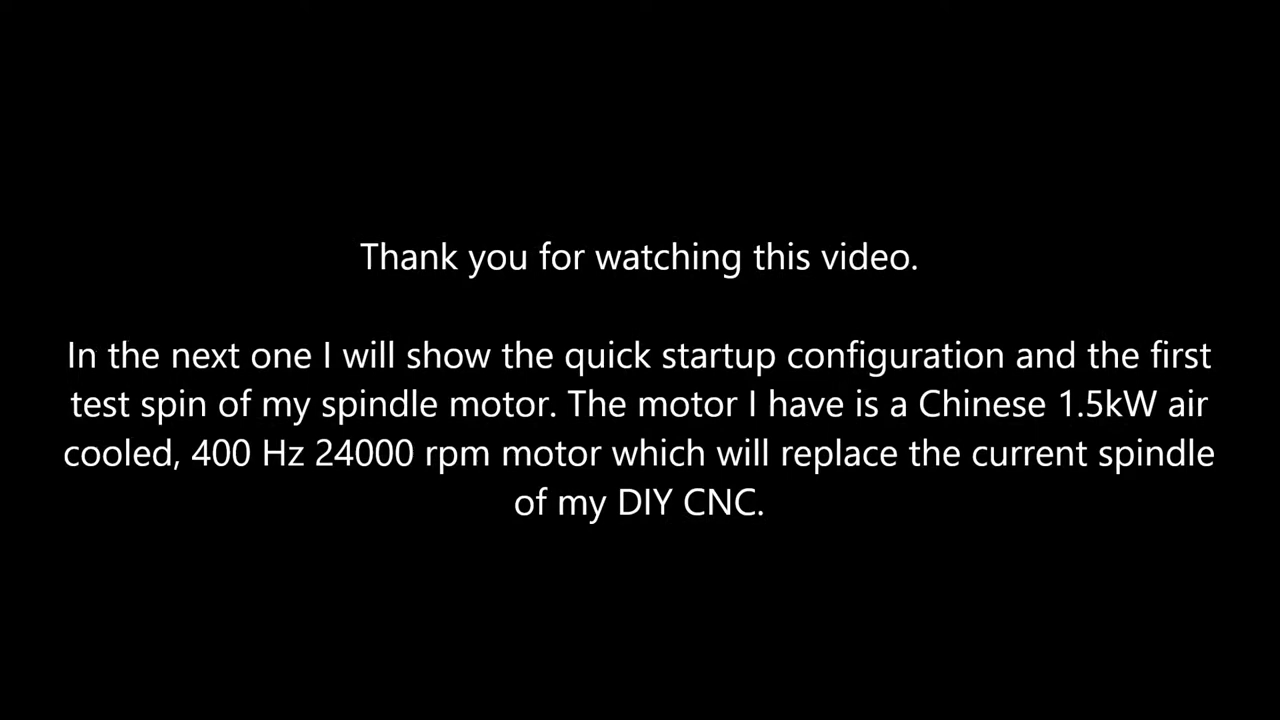 Thank you for watching this video.
In the next one I will show the quick startup configuration and the first
test spin of my spindle motor. The motor I have is a Chinese 1.5kW air
cooled, 400 Hz 24000 rpm motor which will replace the current spindle
of my DIY CNC.